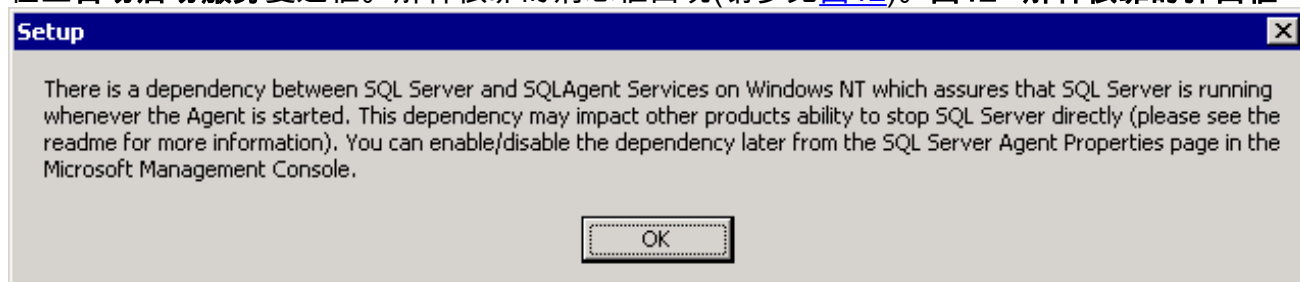 Setup
There is a dependency between SQL Server and SQLAgent Services on Windows NT which assures that SQL Server is running
whenever the Agent is started. This dependency may impact other products ability to stop SQL Server directly (please see the
readme for more information). You can enable/disable the dependency later from the SQL Server Agent Properties page in the
Microsoft Management Console.
OK